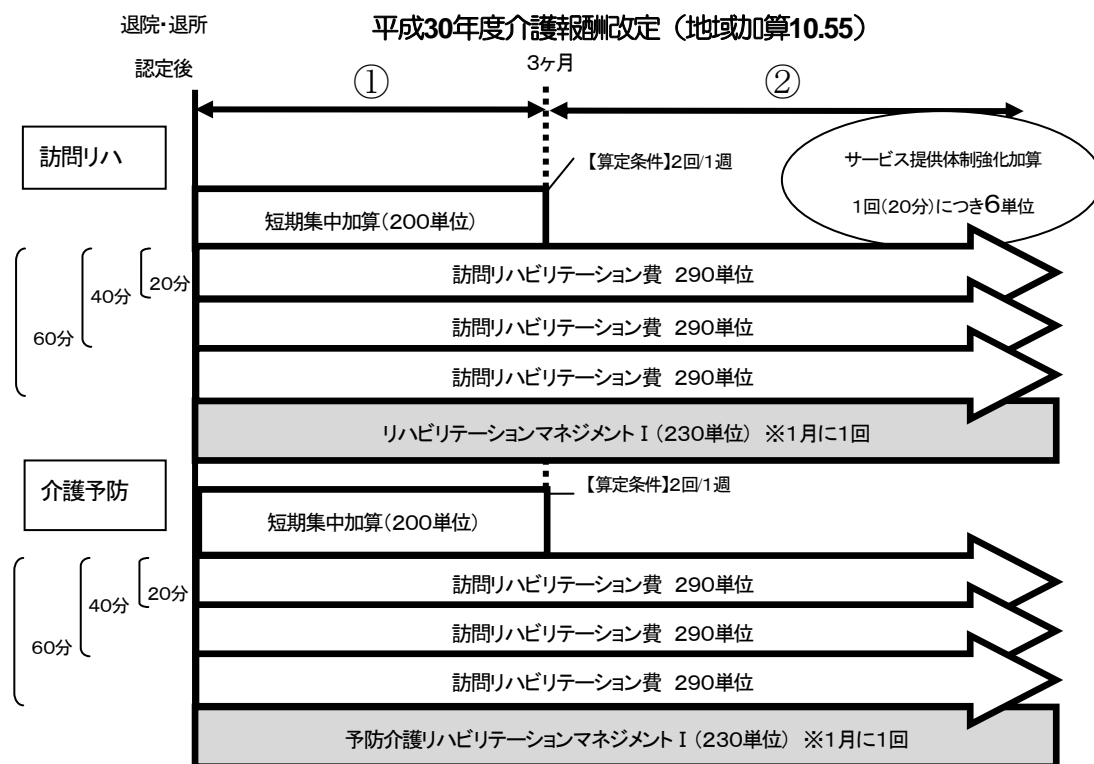 退院・退所
平成30年度介護報酬改定（地域加算10.55）
認定後
3ヶ月
①
②
訪問リハ
【算定条件】2回/1週
サービス提供体制強化加算
1回(20分)につき6単位
短期集中加算(200単位)
訪問リハビリテーション費 290単位
20分
40分
訪問リハビリテーション費 290単位
60分
訪問リハビリテーション費 290単位
リハビリテーションマネジメントⅠ(230単位) ※1月に1回
介護予防
【算定条件】2回/1週
短期集中加算(200単位)
訪問リハビリテーション費 290単位
20分
40分
訪問リハビリテーション費 290単位
60分
訪問リハビリテーション費 290単位
予防介護リハビリテーションマネジメントⅠ(230単位) ※1月に1回